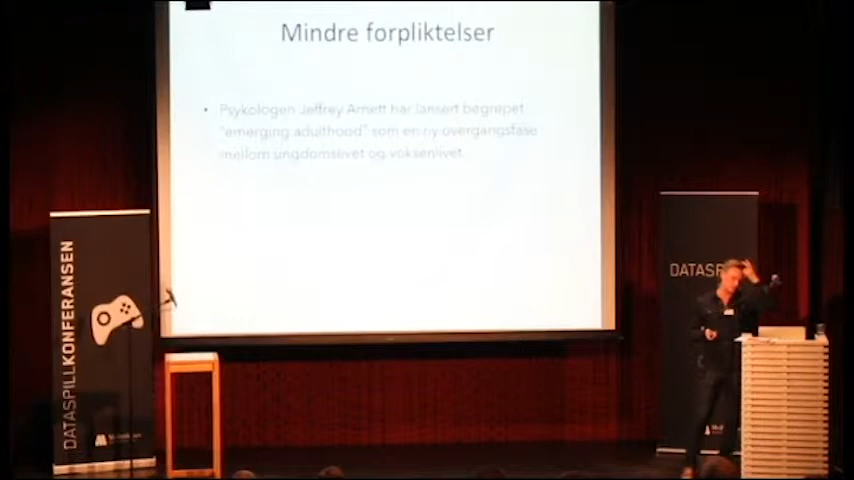 Mindre forpliktelser
• Psykologen Jeffrey Arnett har lansert begrepet
"emerging adulthood" som en ny overgangsfase
mellom ungdomslivet og voksenlivet.
DATASPILLKONFERANSEN
DATASP